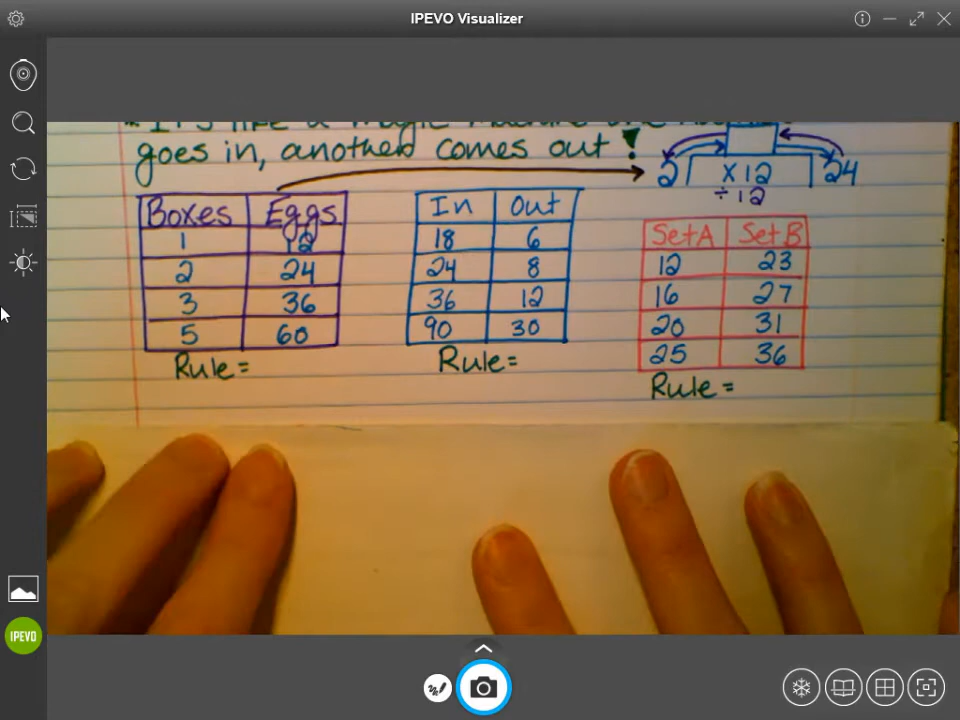 IPEVO Visualizer
goes in, another comes out!
2 x 12 24
÷ 12
Boxes Eggs
1 12
2 24
3 36
5 60
Rule =
In Out
18 6
24 8
36 12
90 30
Rule =
Set A Set B
12 23
16 27
20 31
25 36
Rule =
IPEVO